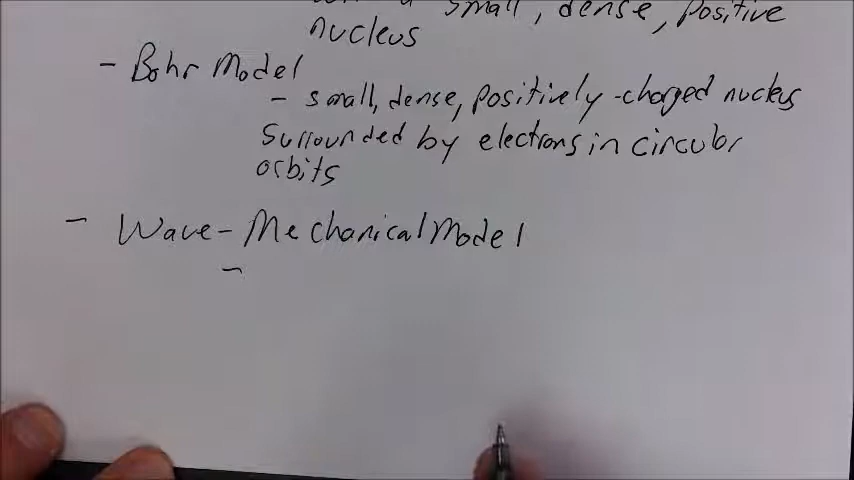 small, dense, positive
nucleus
- Bohr Model
- small, dense, positively-charged nucleus
surrounded by electrons in circular
orbits
- Wave-Mechanical Model
-